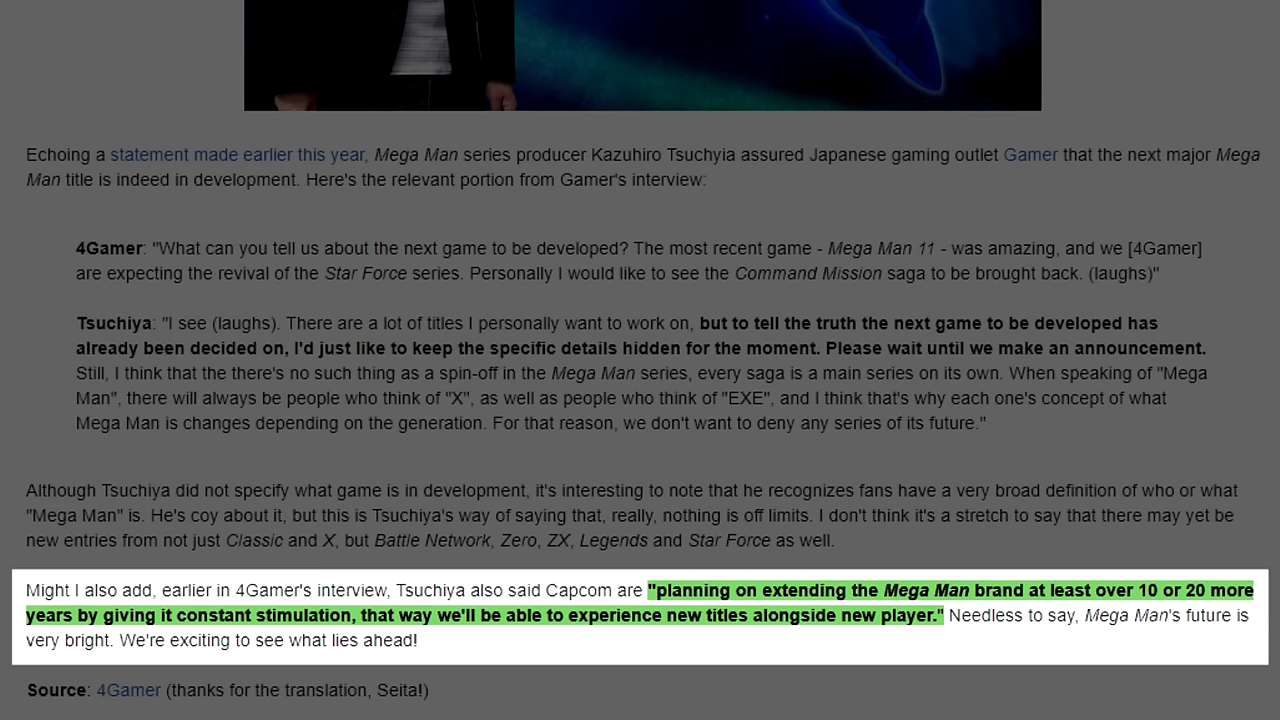 Echoing a statement made earlier this year, Mega Man series producer Kazuhiro Tsuchyia assured Japanese gaming outlet Gamer that the next major Mega
Man title is indeed in development. Here's the relevant portion from Gamer's interview:
4Gamer: "What can you tell us about the next game to be developed? The most recent game - Mega Man 11 - was amazing, and we [4Gamer]
are expecting the revival of the Star Force series. Personally I would like to see the Command Mission saga to be brought back. (laughs)"
Tsuchiya: "I see (laughs). There are a lot of titles I personally want to work on, but to tell the truth the next game to be developed has
already been decided on, I'd just like to keep the specific details hidden for the moment. Please wait until we make an announcement.
Still, I think that the there's no such thing as a spin-off in the Mega Man series, every saga is a main series on its own. When speaking of "Mega
Man", there will always be people who think of "X", as well as people who think of "EXE", and I think that's why each one's concept of what
Mega Man is changes depending on the generation. For that reason, we don't want to deny any series of its future."
Although Tsuchiya did not specify what game is in development, it's interesting to note that he recognizes fans have a very broad definition of who or what
"Mega Man" is. He's coy about it, but this is Tsuchiya's way of saying that, really, nothing is off limits. I don't think it's a stretch to say that there may yet be
new entries from not just Classic and X, but Battle Network, Zero, ZX, Legends and Star Force as well.
Might I also add, earlier in 4Gamer's interview, Tsuchiya also said Capcom are "planning on extending the Mega Man brand at least over 10 or 20 more
years by giving it constant stimulation, that way we'll be able to experience new titles alongside new player." Needless to say, Mega Man's future is
very bright. We're exciting to see what lies ahead!
Source: 4Gamer (thanks for the translation, Seita!)